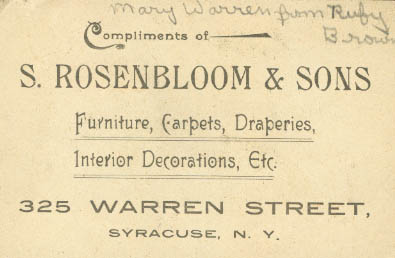 Mary Warren from Ruby
Brown
Compliments of
S. ROSENBLOOM & SONS
Furniture, Carpets, Draperies,
Interior Decorations, Etc.
325 WARREN STREET,
SYRACUSE, N. Y.